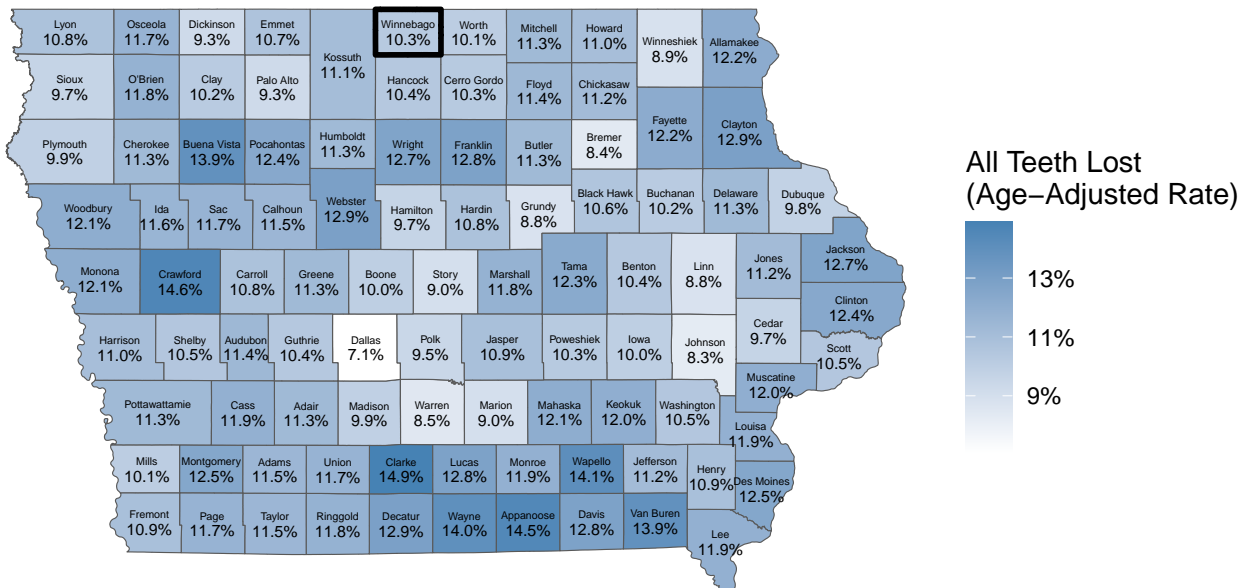 Lyon
10.8%
Osceola
11.7%
Dickinson
9.3%
Emmet
10.7%
Winnebago
10.3%
Worth
10.1%
Mitchell
11.3%
Howard
11.0%
Winneshiek
8.9%
Allamakee
12.2%
Kossuth
11.1%
Sioux
9.7%
O'Brien
11.8%
Clay
10.2%
Palo Alto
9.3%
Hancock
10.4%
Cerro Gordo
10.3%
Floyd
11.4%
Chickasaw
11.2%
Fayette
12.2%
Clayton
12.9%
Plymouth
9.9%
Cherokee
11.3%
Buena Vista
13.9%
Pocahontas
12.4%
Humboldt
11.3%
Wright
12.7%
Franklin
12.8%
Butler
11.3%
Bremer
8.4%
Woodbury
12.1%
Ida
11.6%
Sac
11.7%
Calhoun
11.5%
Webster
12.9%
Hamilton
9.7%
Hardin
10.8%
Grundy
8.8%
Black Hawk
10.6%
Buchanan
10.2%
Delaware
11.3%
Dubuque
9.8%
Monona
12.1%
Crawford
14.6%
Carroll
10.8%
Greene
11.3%
Boone
10.0%
Story
9.0%
Marshall
11.8%
Tama
12.3%
Benton
10.4%
Linn
8.8%
Jones
11.2%
Jackson
12.7%
Clinton
12.4%
Harrison
11.0%
Shelby
10.5%
Audubon
11.4%
Guthrie
10.4%
Dallas
7.1%
Polk
9.5%
Jasper
10.9%
Poweshiek
10.3%
Iowa
10.0%
Johnson
8.3%
Cedar
9.7%
Scott
10.5%
Muscatine
12.0%
Pottawattamie
11.3%
Cass
11.9%
Adair
11.3%
Madison
9.9%
Warren
8.5%
Marion
9.0%
Mahaska
12.1%
Keokuk
12.0%
Washington
10.5%
Louisa
11.9%
Mills
10.1%
Montgomery
12.5%
Adams
11.5%
Union
11.7%
Clarke
14.9%
Lucas
12.8%
Monroe
11.9%
Wapello
14.1%
Jefferson
11.2%
Henry
10.9%
Des Moines
12.5%
Fremont
10.9%
Page
11.7%
Taylor
11.5%
Ringgold
11.8%
Decatur
12.9%
Wayne
14.0%
Appanoose
14.5%
Davis
12.8%
Van Buren
13.9%
Lee
11.9%
All Teeth Lost
(Age−Adjusted Rate)
13%
11%
9%